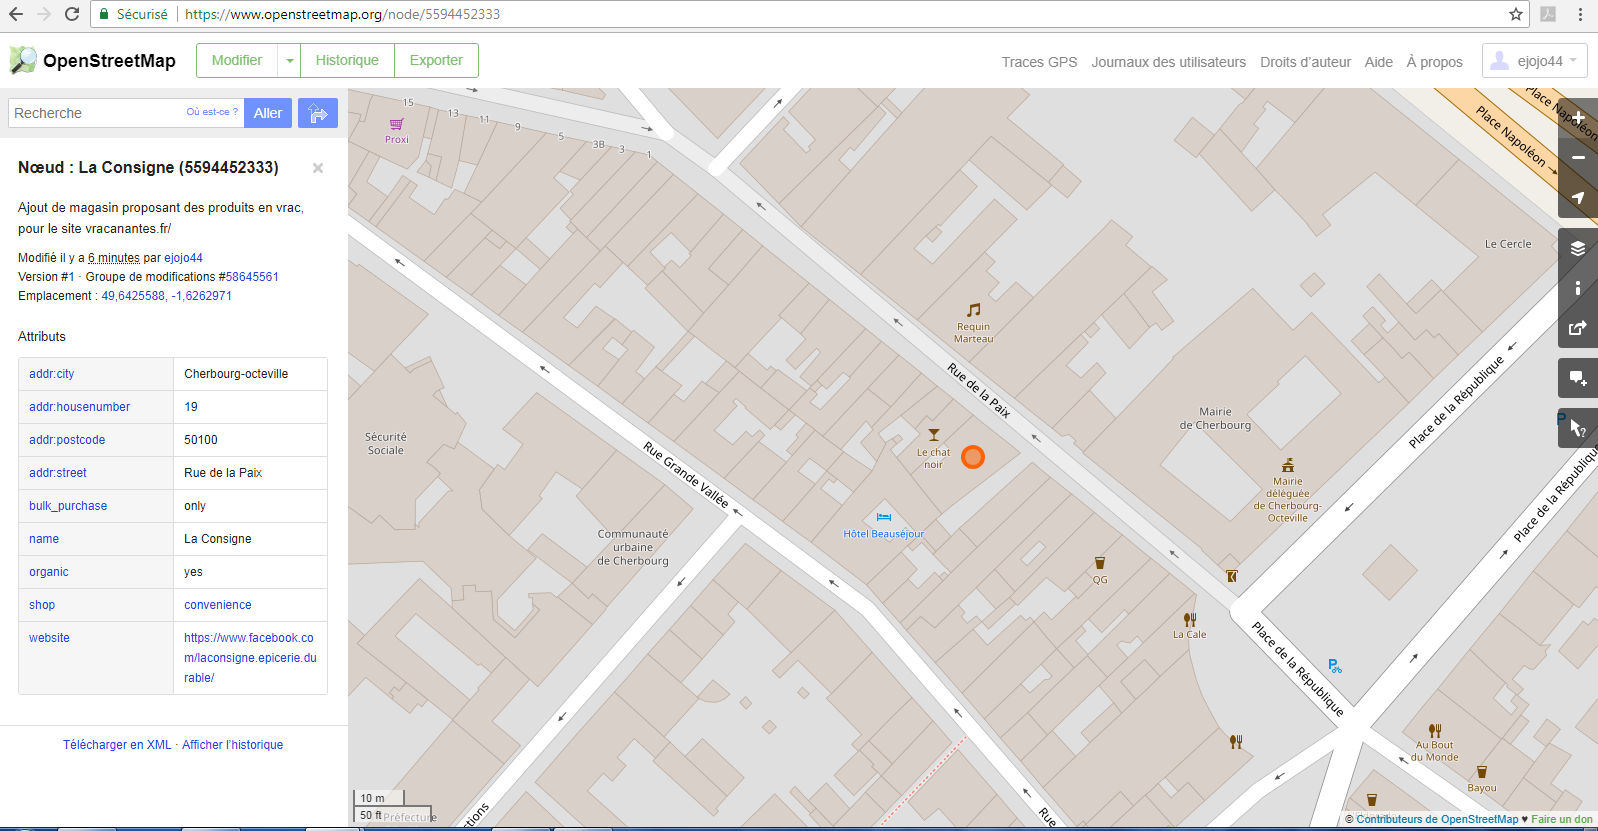 Sécurisé
https://www.openstreetmap.org/node/5594452333
OpenStreetMap
Modifier
Historique
Exporter
Traces GPS
Journaux des utilisateurs
Droits d'auteur
Aide
À propos
ejojo44
Recherche
Où est-ce ?
Aller
Nœud : La Consigne (5594452333)
×
Ajout de magasin proposant des produits en vrac,
pour le site vracanantes.fr/
Modifié il y a 6 minutes par ejojo44
Version #1 · Groupe de modifications #58645561
Emplacement : 49,6425588, -1,6262971
Attributs
addr:city Cherbourg-octeville
addr:housenumber 19
addr:postcode 50100
addr:street Rue de la Paix
bulk_purchase only
name La Consigne
organic yes
shop convenience
website https://www.facebook.co
m/laconsigne.epicerie.du
rable/
Télécharger en XML · Afficher l'historique
15
13
11
9
5
3B
3
1
Proxi
Place Napoléon
Place Napoléon
Le Cercle
Requin
Marteau
Rue de la Paix
Place de la République
Mairie
de Cherbourg
Sécurité
Sociale
Le chat
noir
P
?
Rue Grande Vallée
Mairie
déléguée
de Cherbourg-
Octeville
Place de la République
Hôtel Beauséjour
Communauté
urbaine
de Cherbourg
QG
La Cale
Place de la République
P
Au Bout
du Monde
Bayou
10 m
50 ft
Préfecture
ctions
Rue
© Contributeurs de OpenStreetMap ♥ Faire un don